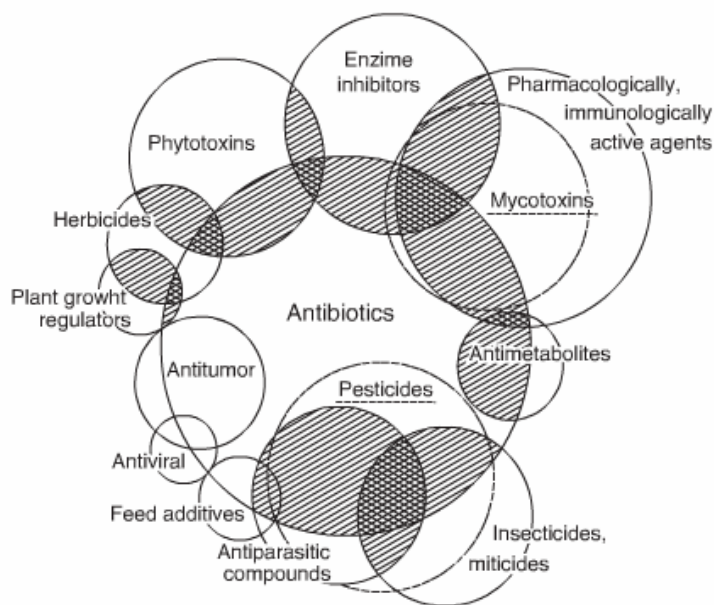 Enzime
inhibitors
Pharmacologically,
immunologically
active agents
Phytotoxins
Mycotoxins
Herbicides
Plant growht
regulators
Antibiotics
Antimetabolites
Antitumor
Pesticides
Antiviral
Feed additives
Antiparasitic
compounds
Insecticides,
miticides